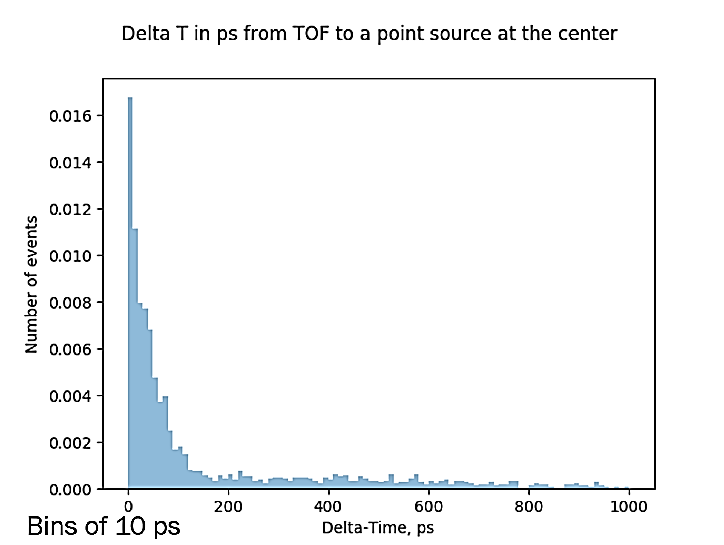 Delta T in ps from TOF to a point source at the center
Number of events
0.016
0.014
0.012
0.010
0.008
0.006
0.004
0.002
0.000
0 200 400 600 800 1000
Delta-Time, ps
Bins of 10 ps